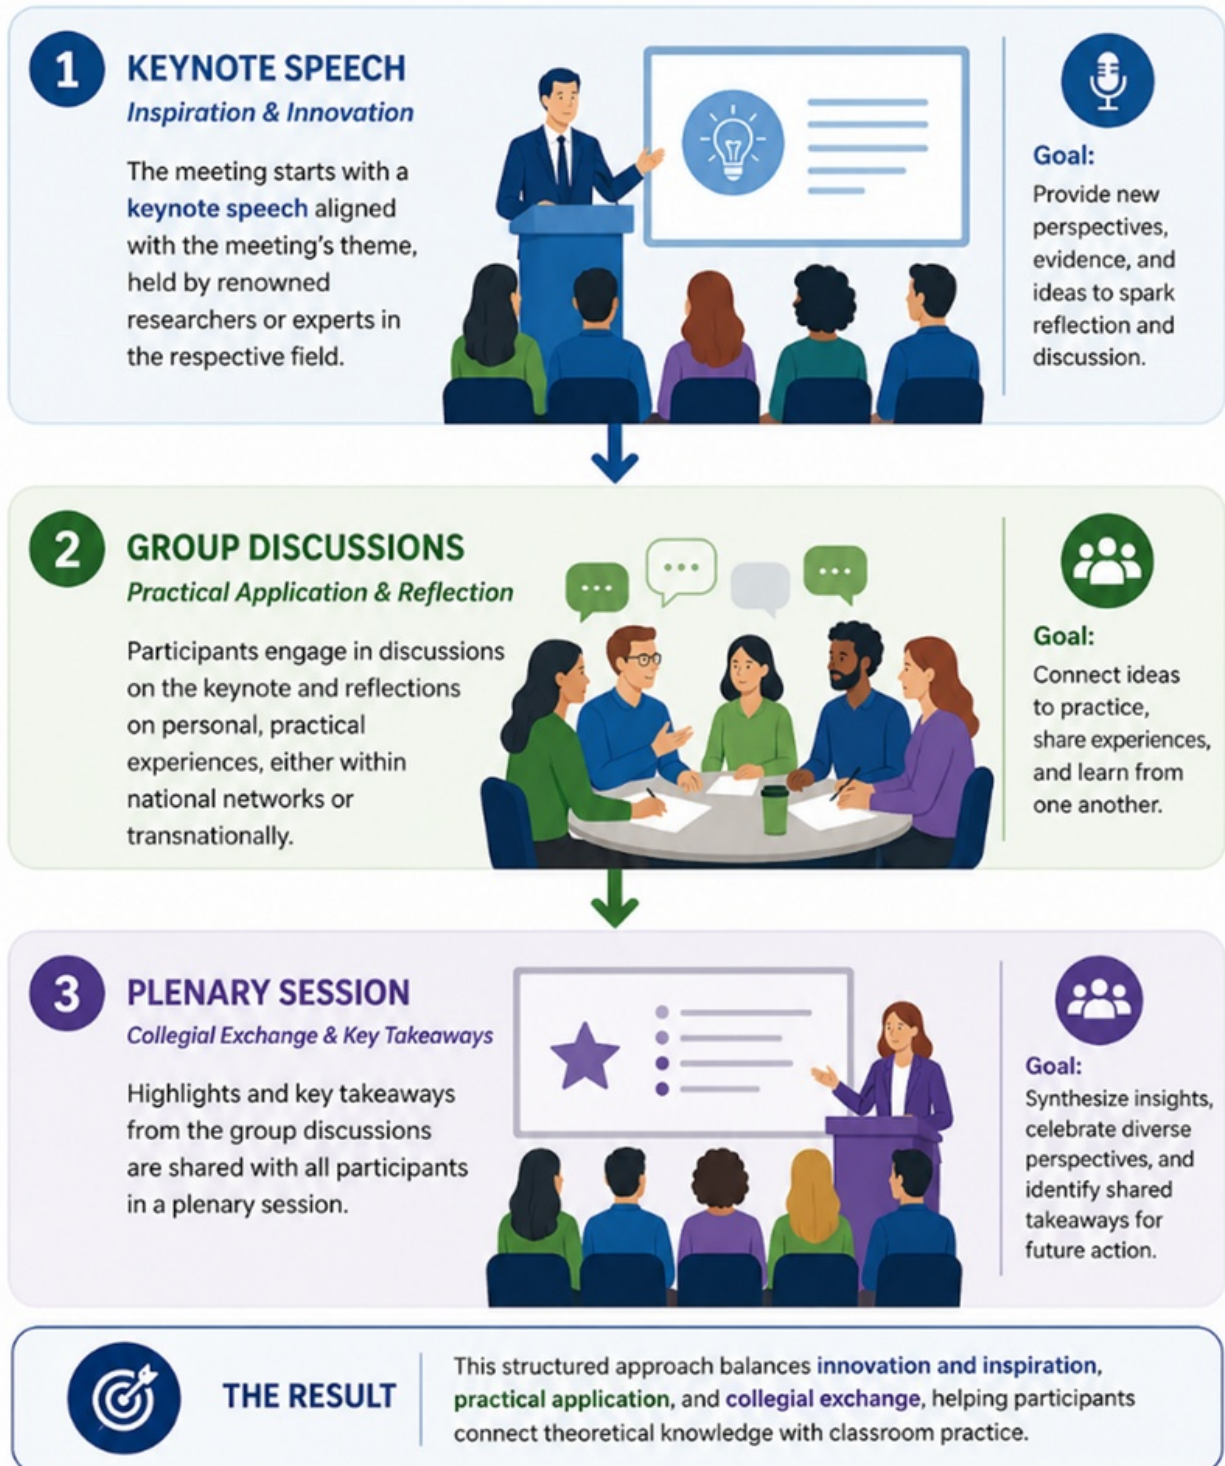 1
KEYNOTE SPEECH
Inspiration & Innovation
The meeting starts with a
keynote speech aligned
with the meeting's theme,
held by renowned
researchers or experts in
the respective field.
Goal:
Provide new
perspectives,
evidence, and
ideas to spark
reflection and
discussion.
2
GROUP DISCUSSIONS
Practical Application & Reflection
Participants engage in discussions
on the keynote and reflections
on personal, practical
experiences, either within
national networks or
transnationally.
Goal:
Connect ideas
to practice,
share experiences,
and learn from
one another.
3
PLENARY SESSION
Collegial Exchange & Key Takeaways
Highlights and key takeaways
from the group discussions
are shared with all participants
in a plenary session.
Goal:
Synthesize insights,
celebrate diverse
perspectives, and
identify shared
takeaways for
future action.
THE RESULT
This structured approach balances innovation and inspiration,
practical application, and collegial exchange, helping participants
connect theoretical knowledge with classroom practice.